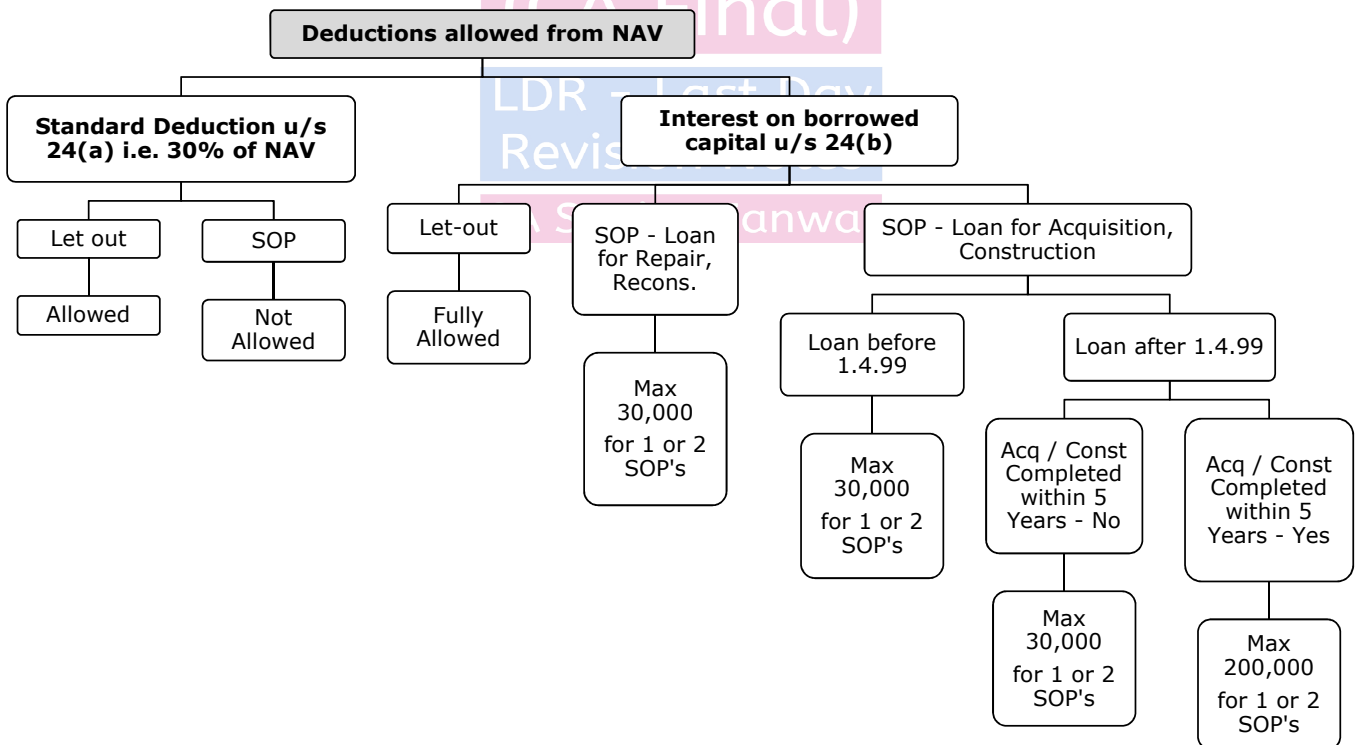 (CA Final)
Deductions allowed from NAV
LDR - Last Day
Standard Deduction u/s
24(a) i.e. 30% of NAV
Interest on borrowed
capital u/s 24(b)
Let out
SOP
Allowed
Not
Allowed
Let-out
Fully
Allowed
SOP - Loan
for Repair,
Recons.
Max
30,000
for 1 or 2
SOP's
SOP - Loan for Acquisition,
Construction
Loan before
1.4.99
Max
30,000
for 1 or 2
SOP's
Loan after 1.4.99
Acq / Const
Completed
within 5
Years - No
Max
30,000
for 1 or 2
SOP's
Acq / Const
Completed
within 5
Years - Yes
Max
200,000
for 1 or 2
SOP's